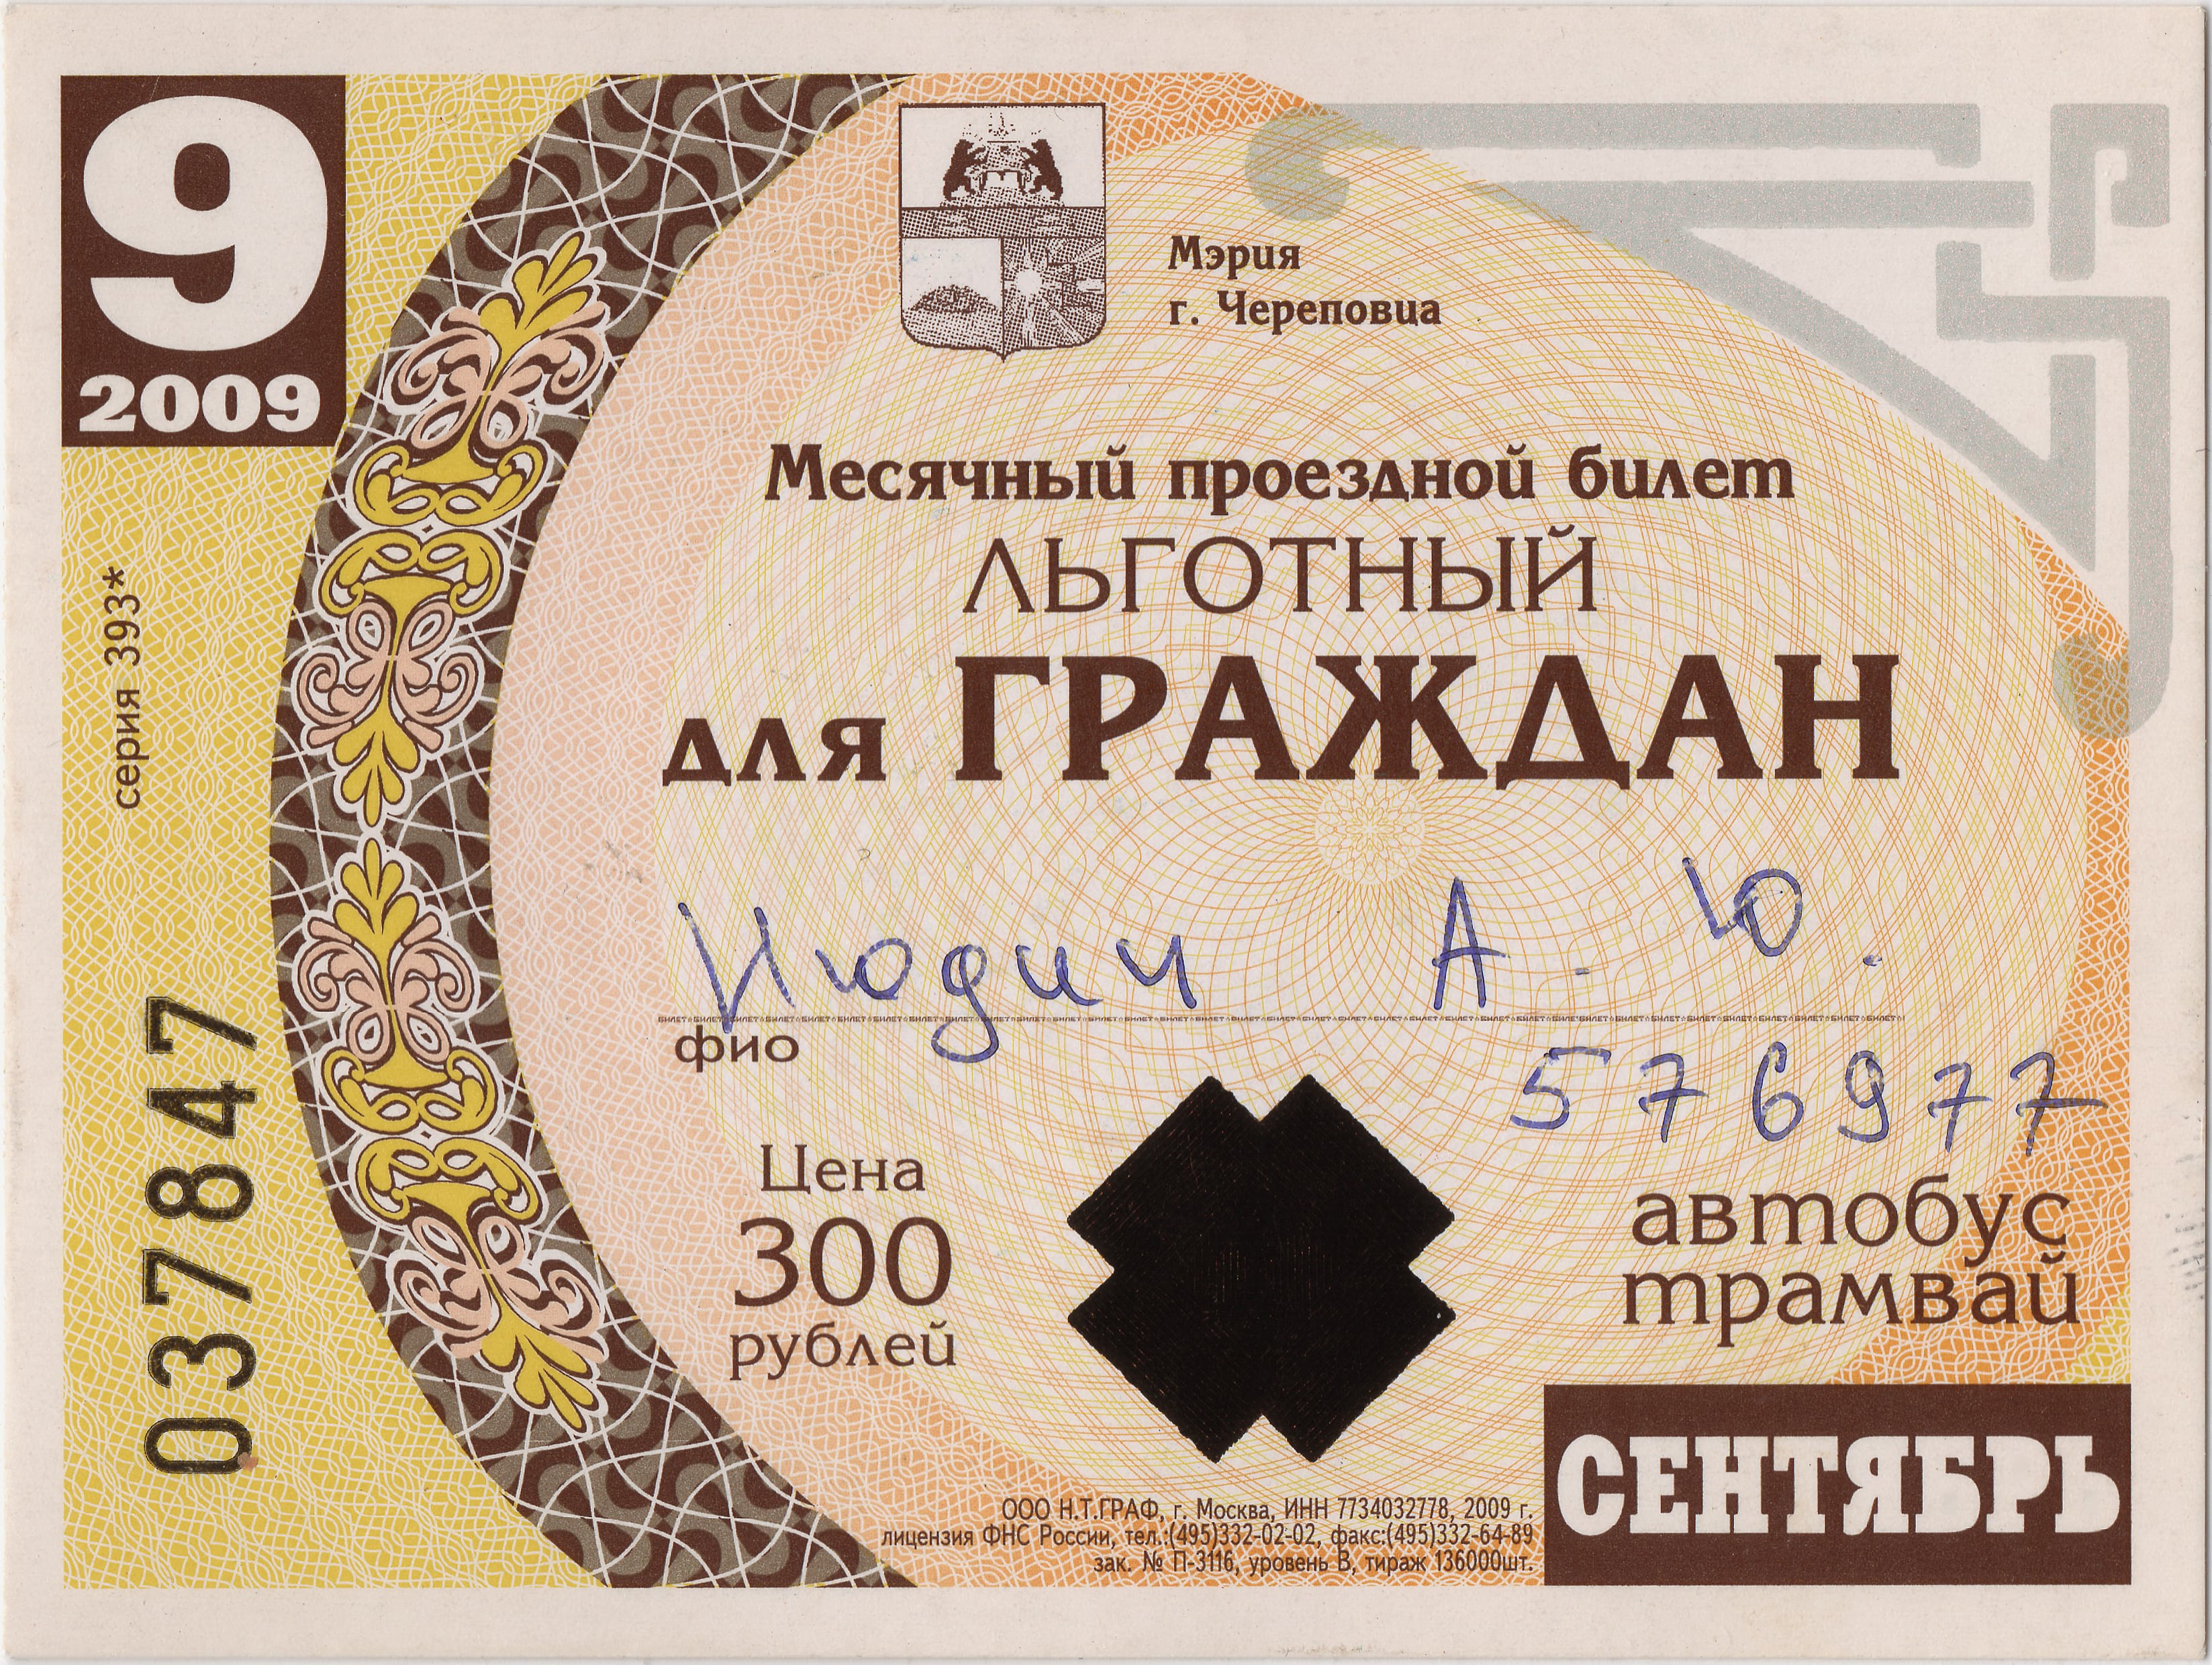 9
2009
Мэрия
г. Череповца
Месячный проездной билет
ЛЬГОТНЫЙ
для ГРАЖДАН
Июдин А. Ю.
фио
576977
Цена
300
рублей
автобус
трамвай
СЕНТЯБРЬ
ООО Н.Т.ГРАФ, г. Москва, ИНН 7734032778, 2009 г.
лицензия ФНС России, тел.:(495)332-02-02, факс:(495)332-64-89
зак. № П-3116, уровень В, тираж 136000шт.
серия 393*
037847